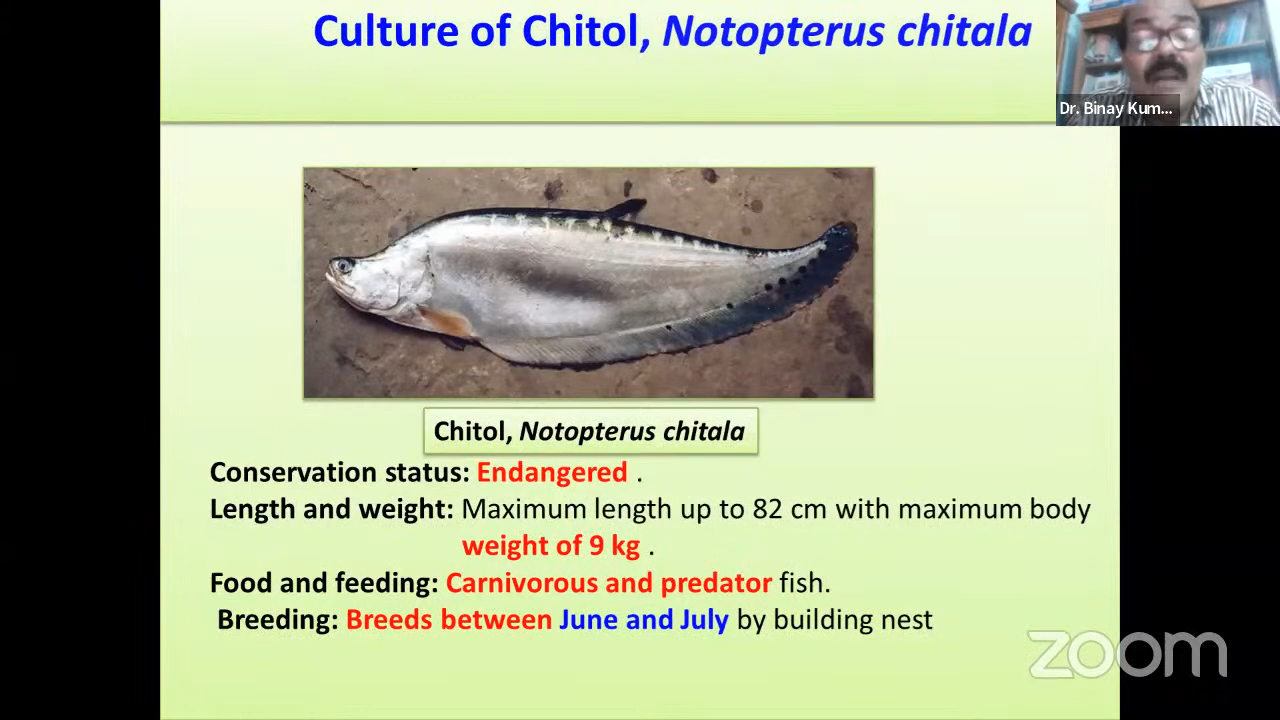 Culture of Chitol, Notopterus chitala
Dr. Binay Kum...
Chitol, Notopterus chitala
Conservation status: Endangered .
Length and weight: Maximum length up to 82 cm with maximum body
weight of 9 kg .
Food and feeding: Carnivorous and predator fish.
Breeding: Breeds between June and July by building nest
zoom